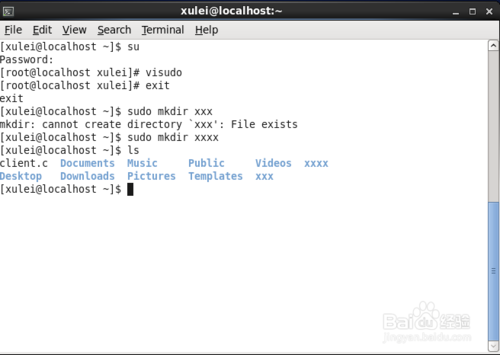 xulei@localhost:~
File Edit View Search Terminal Help
[xulei@localhost ~]$ su
Password:
[root@localhost xulei]# visudo
[root@localhost xulei]# exit
exit
[xulei@localhost ~]$ sudo mkdir xxx
mkdir: cannot create directory `xxx': File exists
[xulei@localhost ~]$ sudo mkdir xxxx
[xulei@localhost ~]$ ls
client.c Documents Music Public Videos xxxx
Desktop Downloads Pictures Templates xxx
[xulei@localhost ~]$
Baidu 经验
jingyan.baidu.com